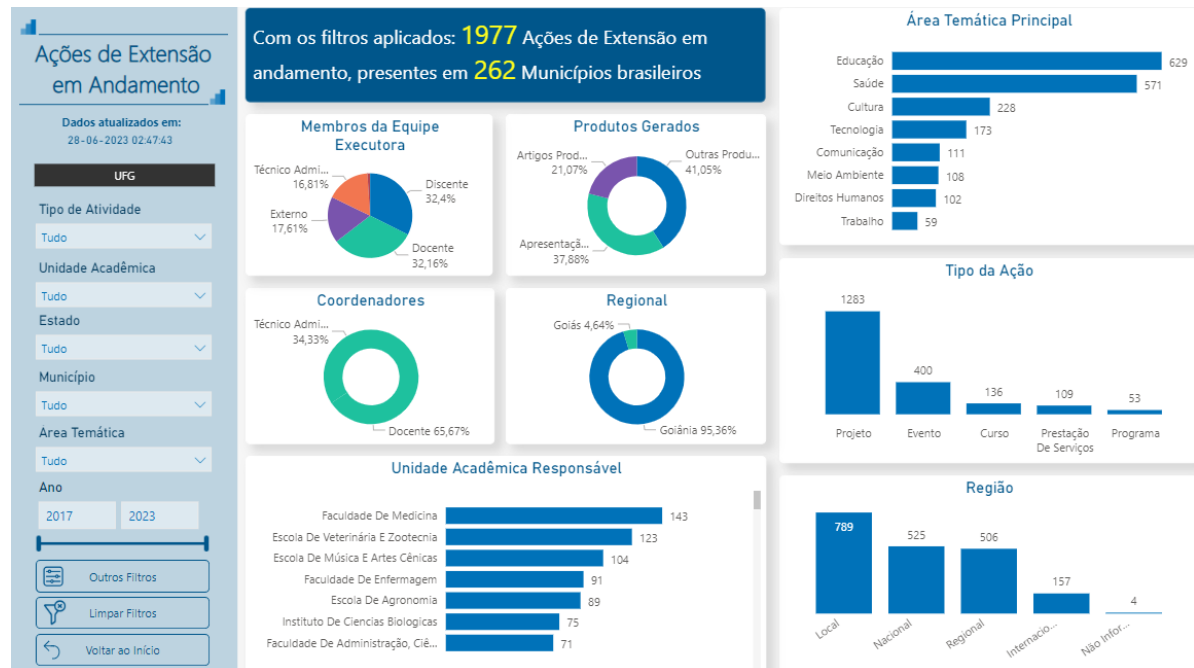 Ações de Extensão
em Andamento
Dados atualizados em:
28-06-2023 02:47:43
UFG
Tipo de Atividade
Tudo
Unidade Acadêmica
Tudo
Estado
Tudo
Município
Tudo
Area Temática
Tudo
Ano
2017 2023
Outros Filtros
Limpar Filtros
Voltar ao Início
Com os filtros aplicados: 1977 Ações de Extensão em
andamento, presentes em 262 Municípios brasileiros
Membros da Equipe
Executora
Técnico Admi...
16,81%
Discente
32,4%
Externo
17,61%
Docente
32,16%
Produtos Gerados
Artigos Prod...
21,07%
Outras Produ...
41,05%
Apresentaçã...
37,88%
Coordenadores
Técnico Admi...
34,33%
Docente 65,67%
Regional
Goiás 4,64%
Goiânia 95,36%
Unidade Acadêmica Responsável
Faculdade De Medicina 143
Escola De Veterinária E Zootecnia 123
Escola De Música E Artes Cênicas 104
Faculdade De Enfermagem 91
Escola De Agronomia 89
Instituto De Ciencias Biologicas 75
Faculdade De Administração, Ciê... 71
Área Temática Principal
Educação 629
Saúde 571
Cultura 228
Tecnologia 173
Comunicação 111
Meio Ambiente 108
Direitos Humanos 102
Trabalho 59
Tipo da Ação
1283
400
136
109
53
Projeto Evento Curso Prestação Programa
De Serviços
Região
789
525
506
157
4
Local Nacional Regional Internacio... Não Infor...